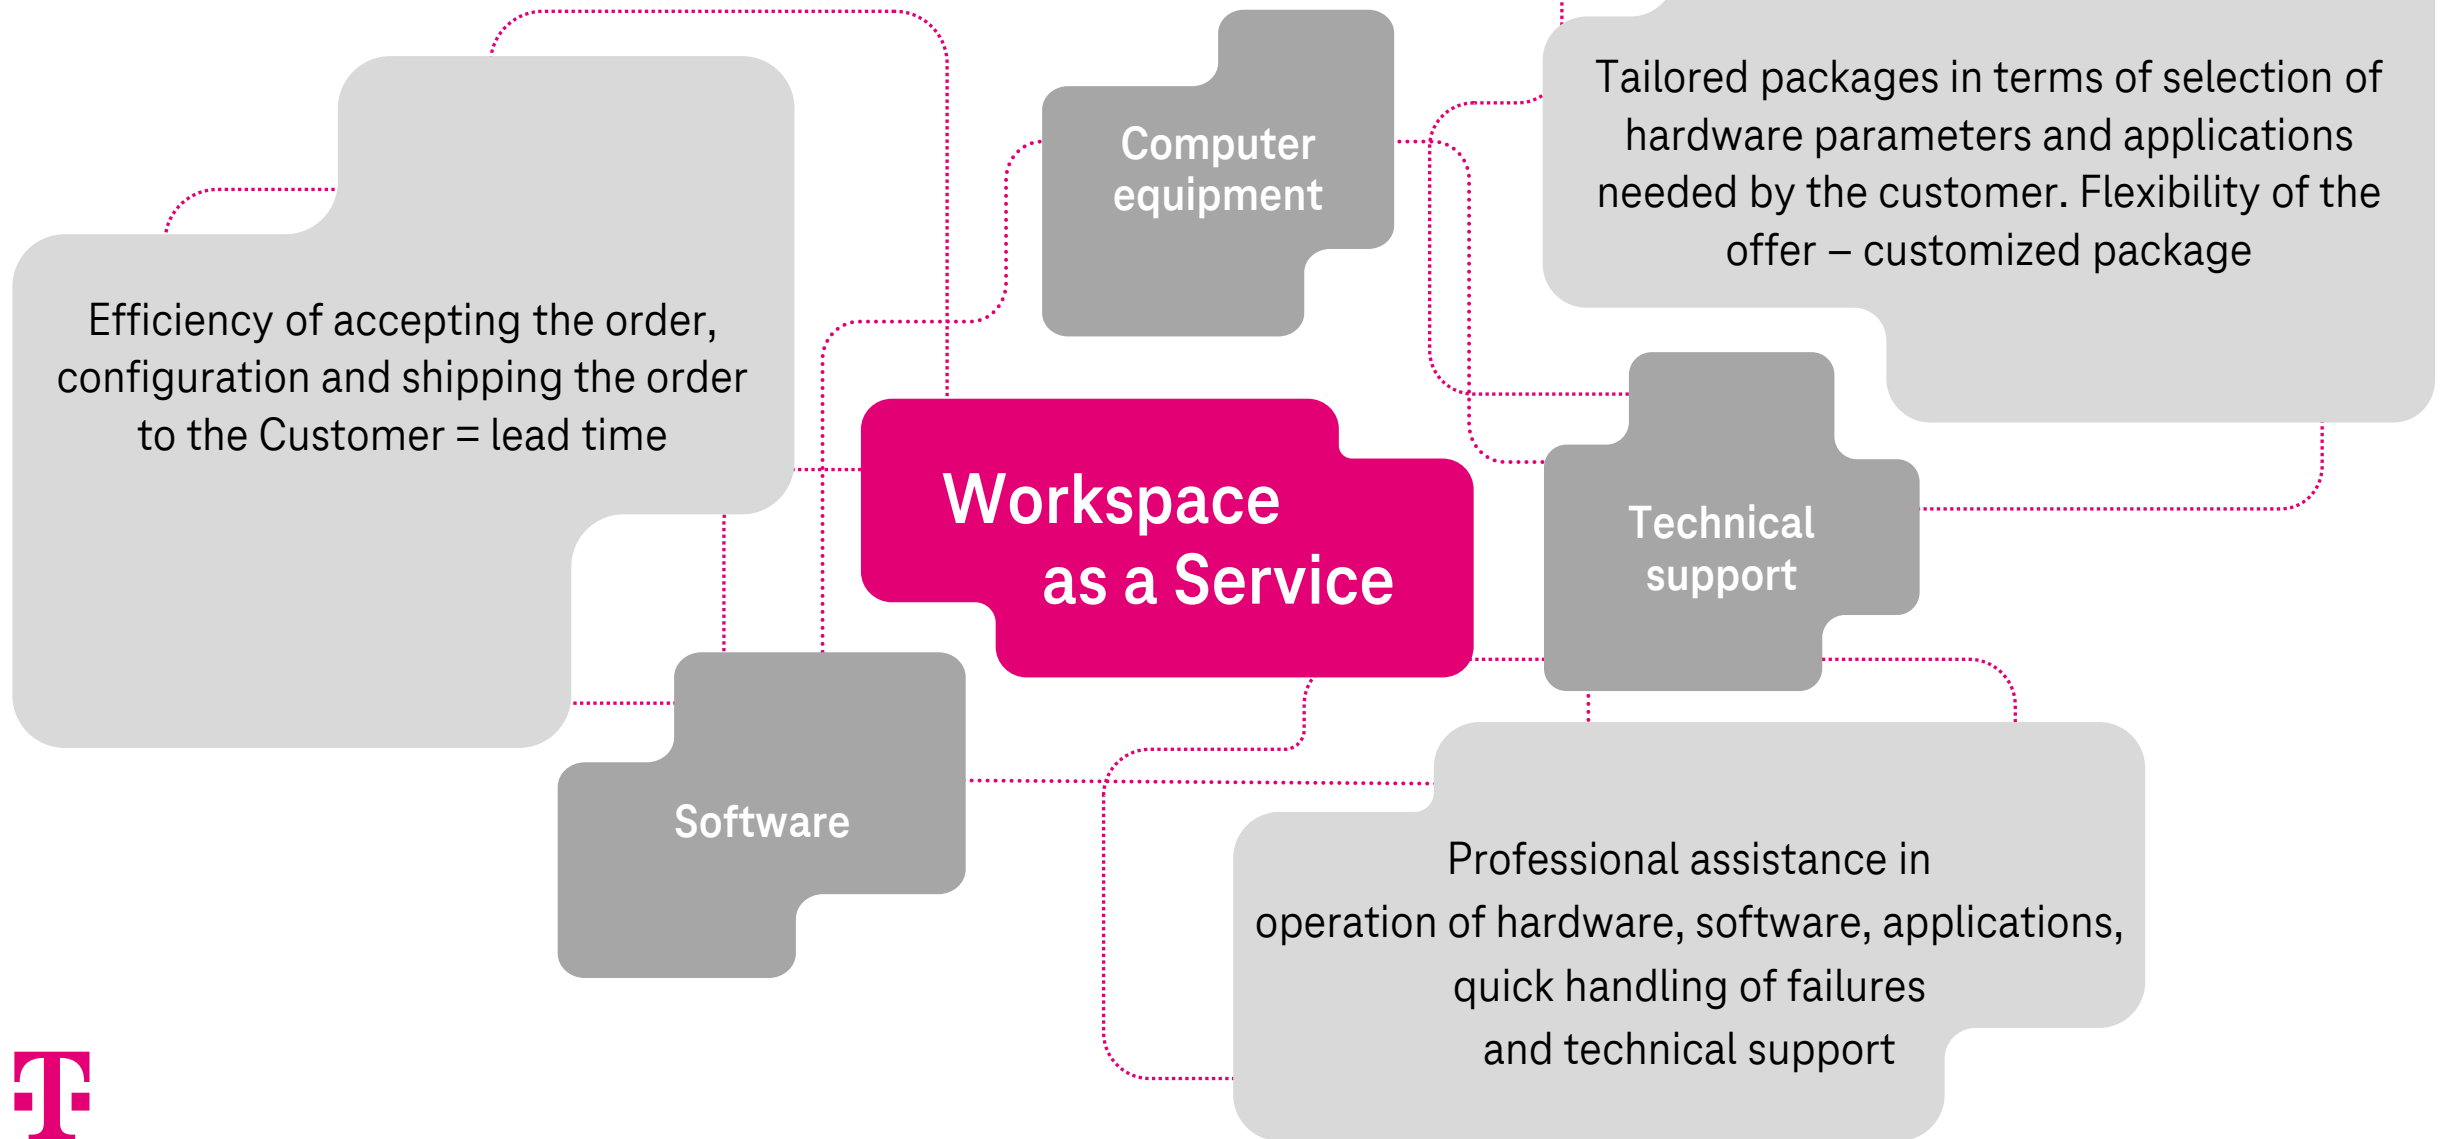 Computer
equipment
Tailored packages in terms of selection of
hardware parameters and applications
needed by the customer. Flexibility of the
offer – customized package
Efficiency of accepting the order,
configuration and shipping the order
to the Customer = lead time
Workspace
as a Service
Technical
support
Software
Professional assistance in
operation of hardware, software, applications,
quick handling of failures
and technical support
T